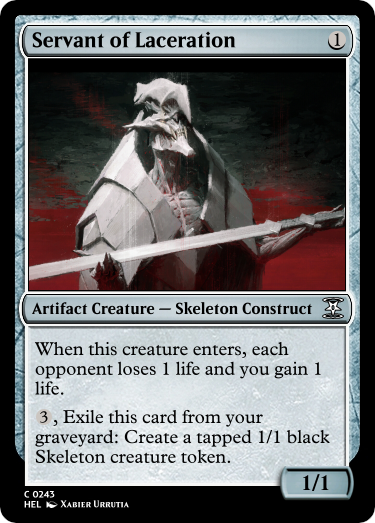 Servant of Laceration 1
Artifact Creature — Skeleton Construct
When this creature enters, each
opponent loses 1 life and you gain 1
life.
3, Exile this card from your
graveyard: Create a tapped 1/1 black
Skeleton creature token.
1/1
C 0243
HEL Xabier Urrutia